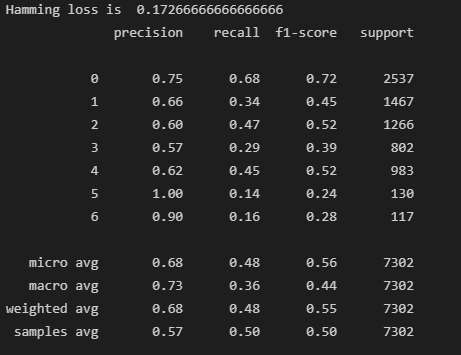 Hamming loss is 0.17266666666666666
precision recall f1-score support
0 0.75 0.68 0.72 2537
1 0.66 0.34 0.45 1467
2 0.60 0.47 0.52 1266
3 0.57 0.29 0.39 802
4 0.62 0.45 0.52 983
5 1.00 0.14 0.24 130
6 0.90 0.16 0.28 117
micro avg 0.68 0.48 0.56 7302
macro avg 0.73 0.36 0.44 7302
weighted avg 0.68 0.48 0.55 7302
samples avg 0.57 0.50 0.50 7302